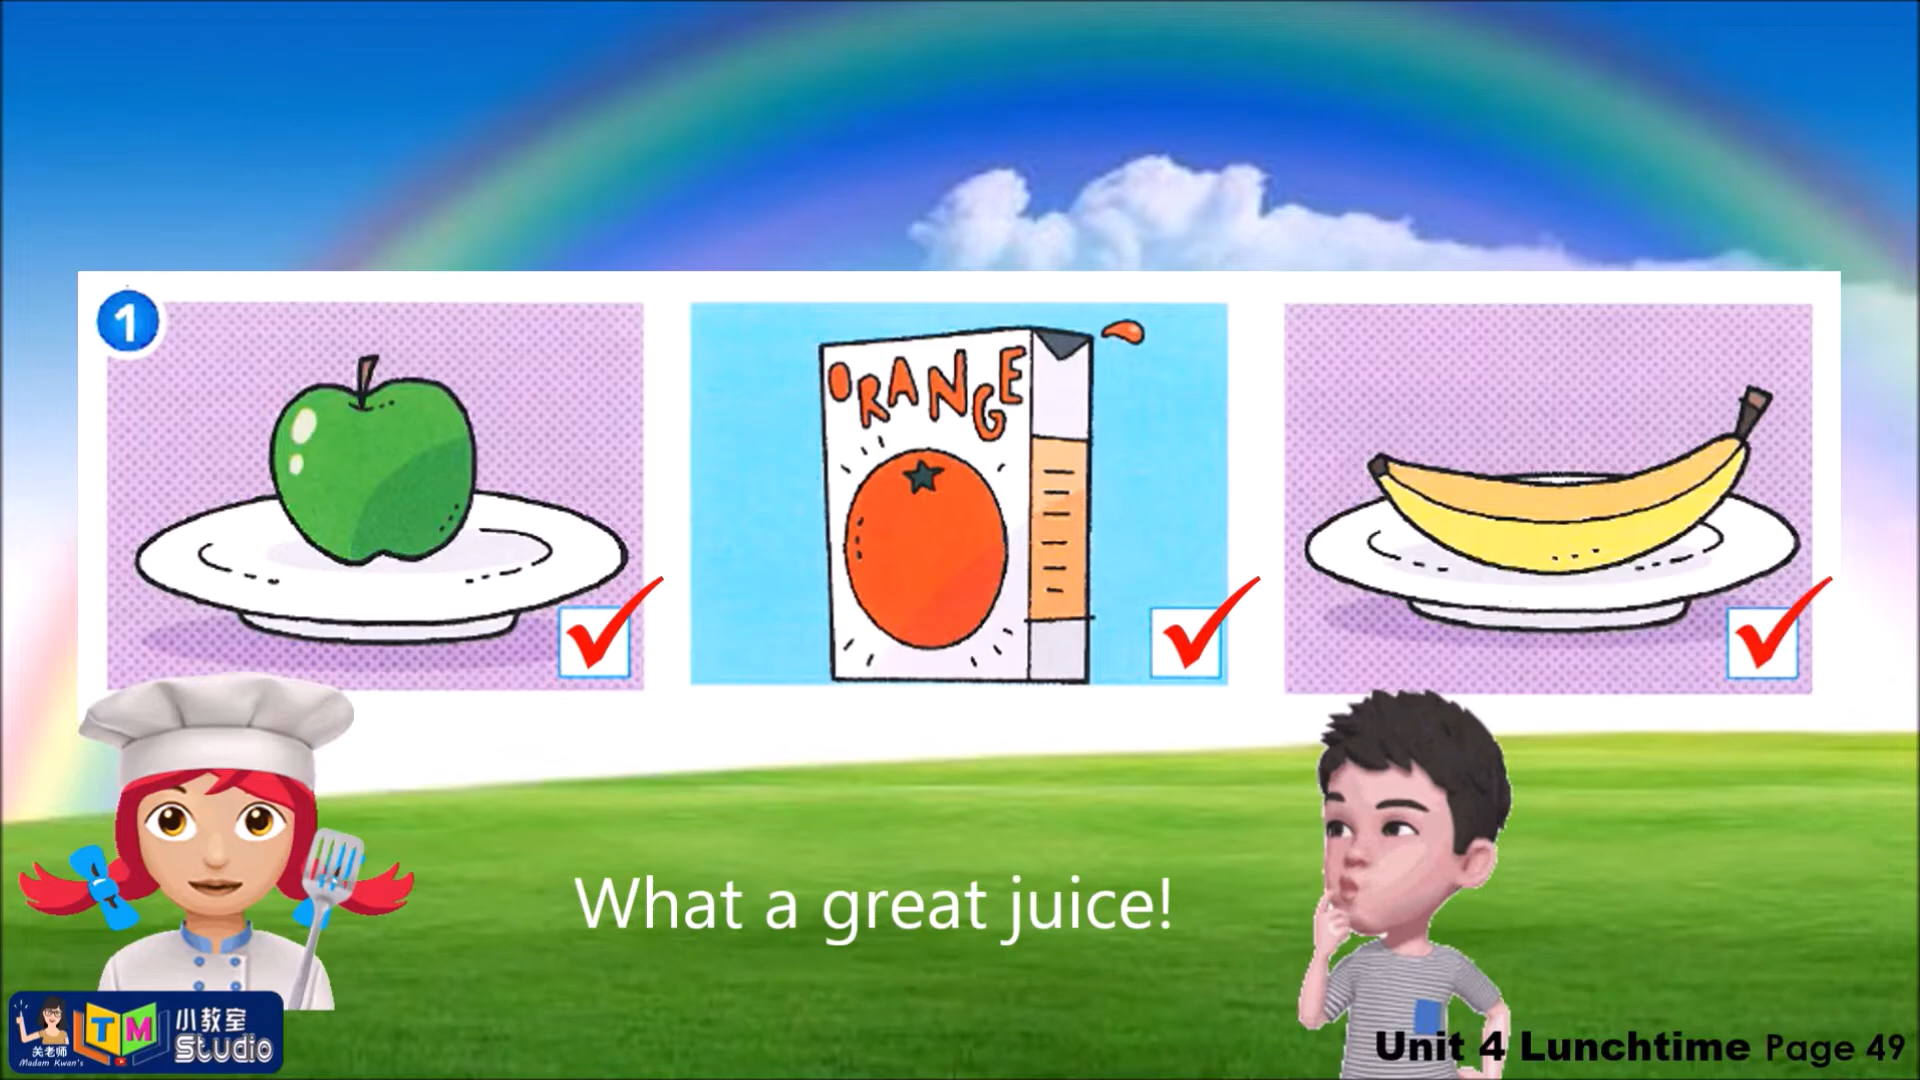 1
ORANGE
What a great juice!
关老师
Madam Kwan's
TM
小教室
Studio
Unit 4 Lunchtime Page 49